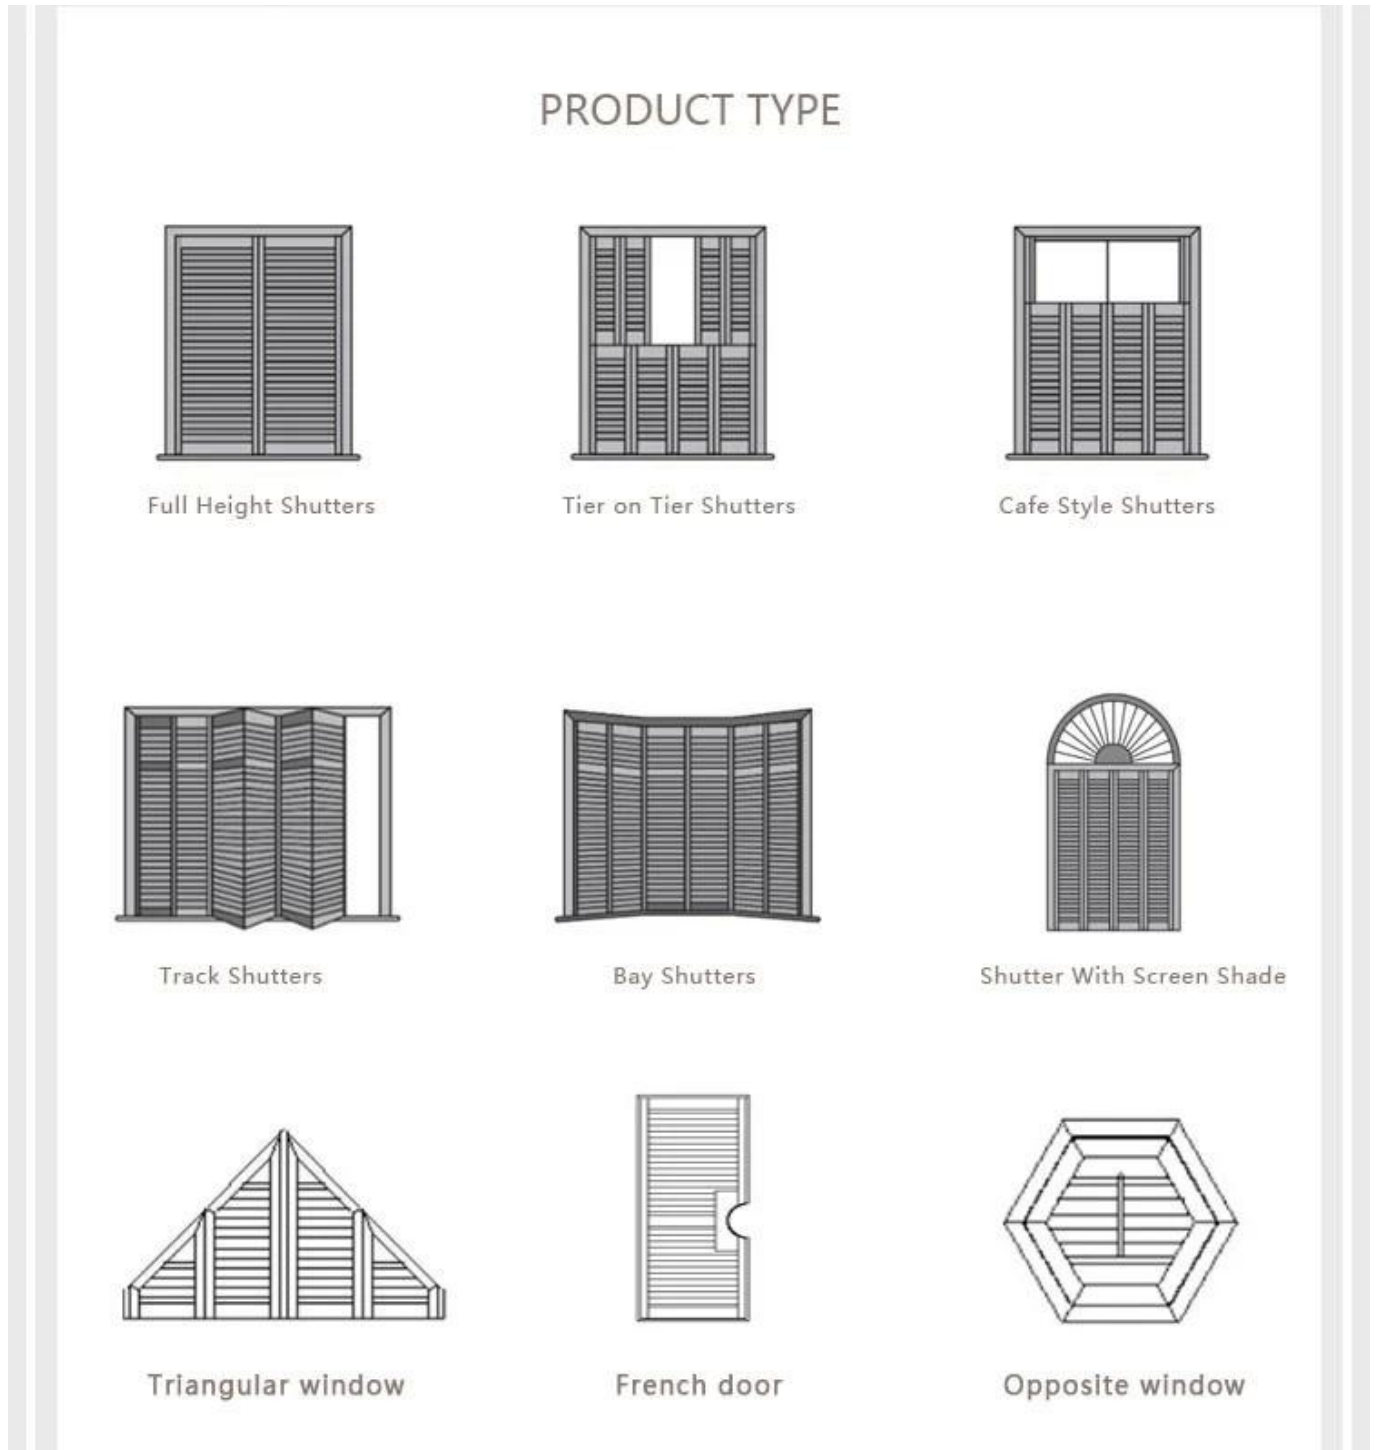 PRODUCT TYPE
Full Height Shutters
Tier on Tier Shutters
Cafe Style Shutters
Track Shutters
Bay Shutters
Shutter With Screen Shade
Triangular window
French door
Opposite window